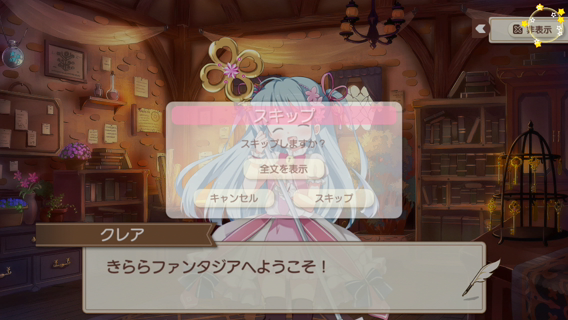 非表示
スキップ
スキップしますか？
全文を表示
キャンセル
スキップ
クレア
きららファンタジアへようこそ！